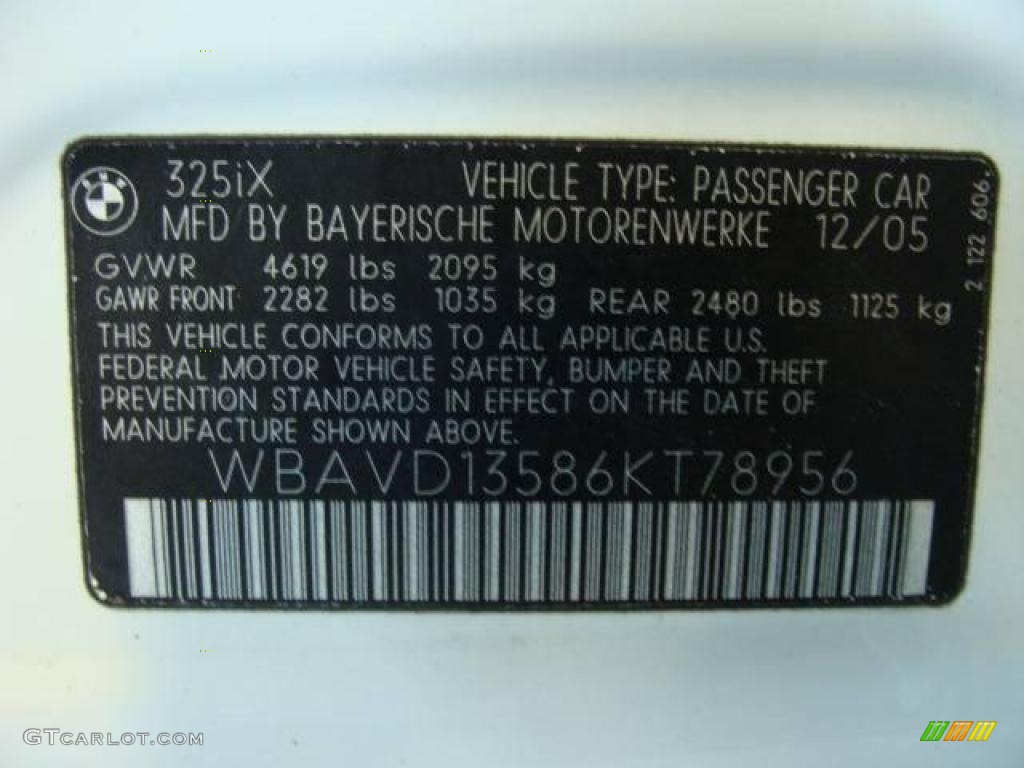 325iX VEHICLE TYPE: PASSENGER CAR
MFD BY BAYERISCHE MOTORENWERKE 12/05
GVWR 4619 lbs 2095 kg
GAWR FRONT 2282 lbs 1035 kg REAR 2480 lbs 1125 kg
THIS VEHICLE CONFORMS TO ALL APPLICABLE U.S.
FEDERAL MOTOR VEHICLE SAFETY, BUMPER AND THEFT
PREVENTION STANDARDS IN EFFECT ON THE DATE OF
MANUFACTURE SHOWN ABOVE.
WBAVD13586KT78956
2 122 606.
GTCARLOT.COM